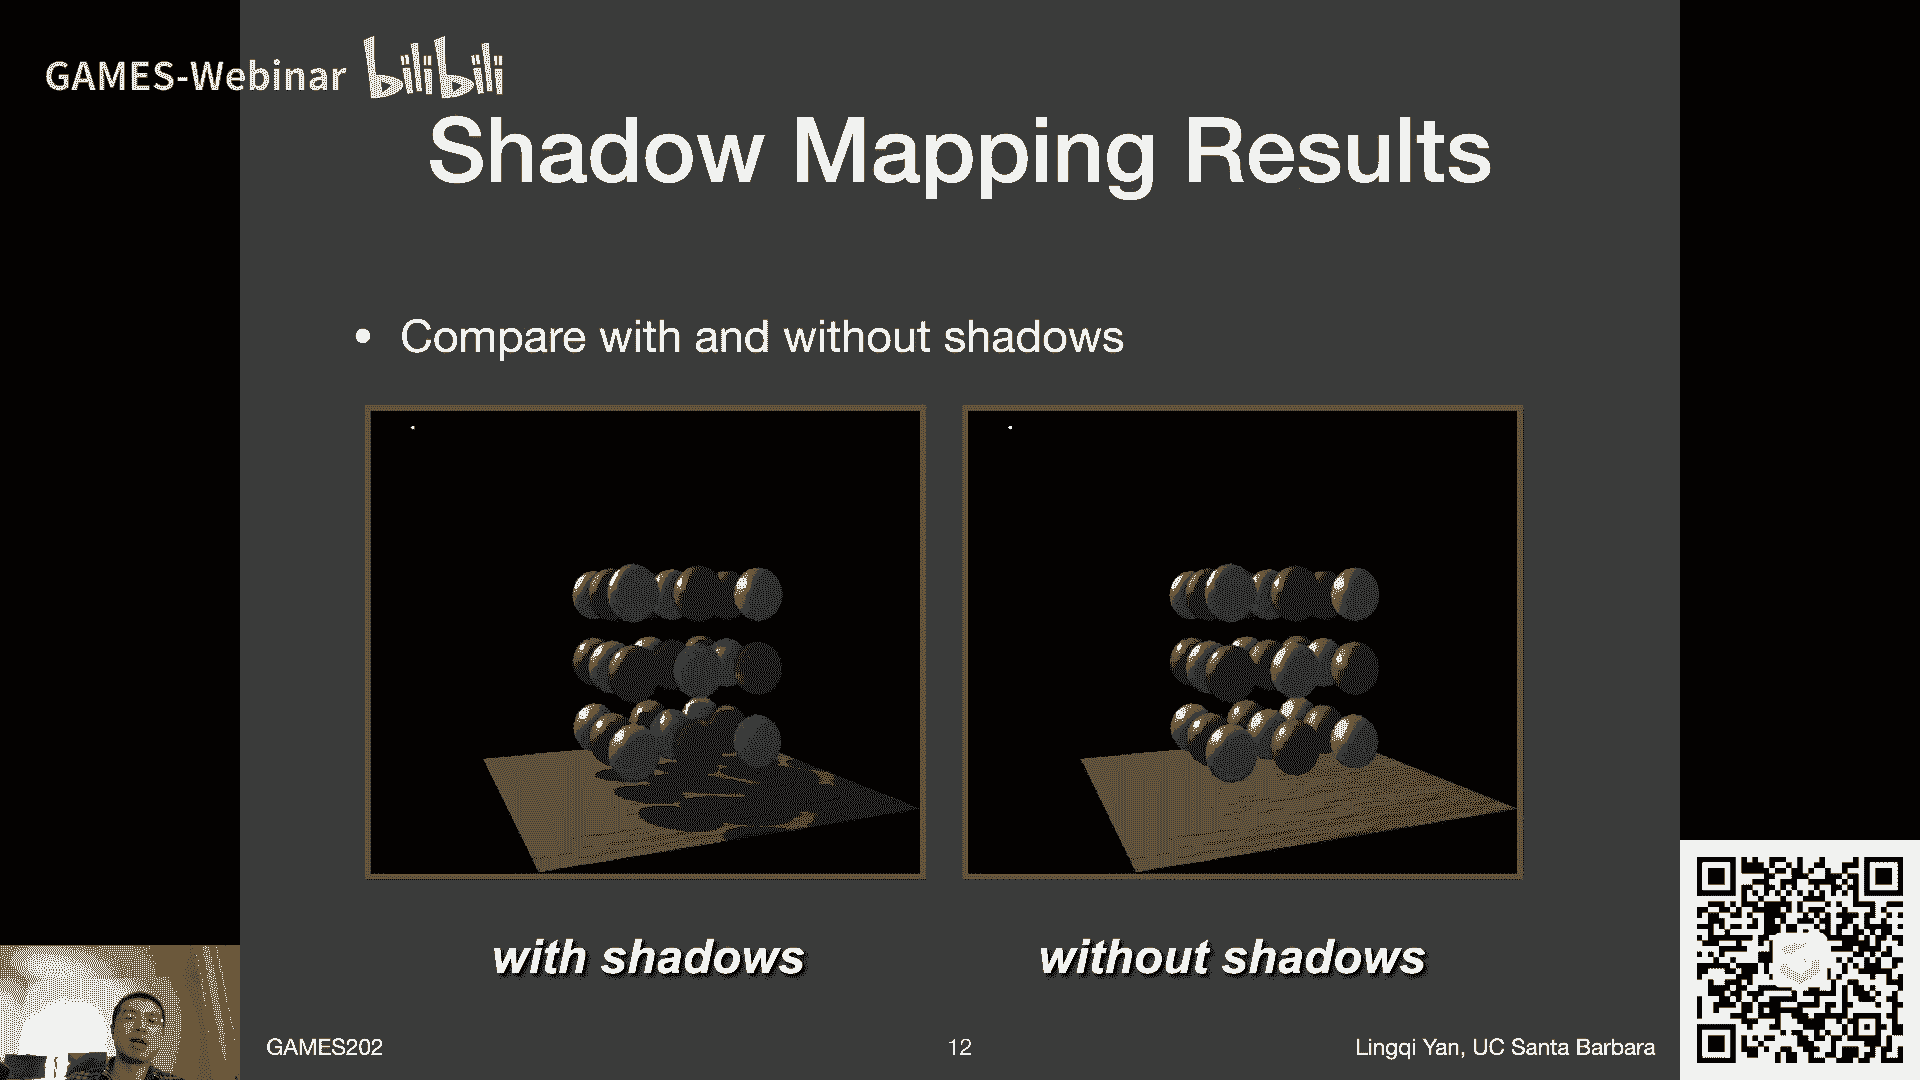 GAMES-Webinar bilibili
Shadow Mapping Results
• Compare with and without shadows
with shadows
without shadows
GAMES202
12
Lingqi Yan, UC Santa Barbara